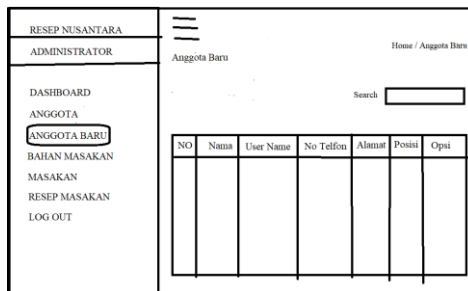 RESEP NUSANTARA
ADMINISTRATOR
DASHBOARD
ANGGOTA
ANGGOTA BARU
BAHAN MASAKAN
MASAKAN
RESEP MASAKAN
LOG OUT
Home / Anggota Baru
Anggota Baru
Search
NO Nama User Name No Telfon Alamat Posisi Opsi